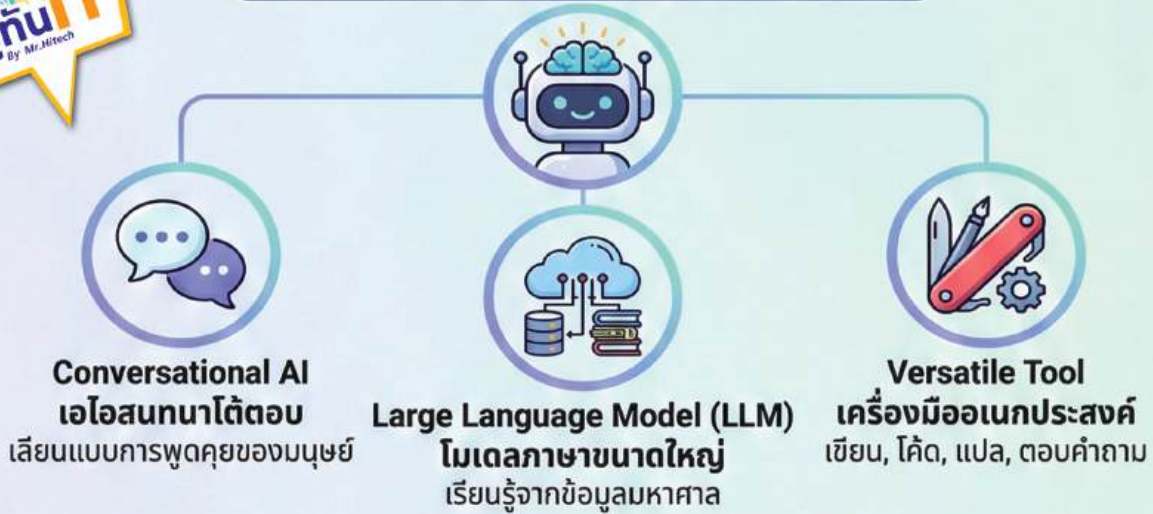 By Mr.Hitech
Conversational AI
เอไอสนทนาโต้ตอบ
เลียนแบบการพูดคุยของมนุษย์
Large Language Model (LLM)
โมเดลภาษาขนาดใหญ่
เรียนรู้จากข้อมูลมหาศาล
Versatile Tool
เครื่องมืออเนกประสงค์
เขียน, โค้ด, แปล, ตอบคำถาม